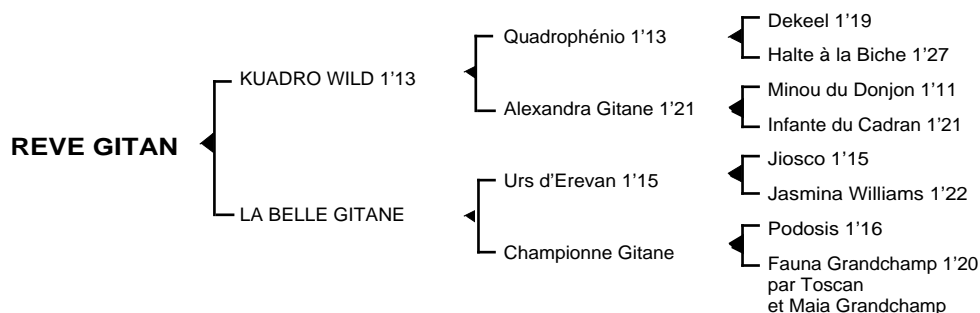 REVE GITAN
KUADRO WILD 1’13
LA BELLE GITANE
Quadrophénio 1’13
Alexandra Gitane 1’21
Urs d’Erevan 1’15
Championne Gitane
Dekeel 1’19
Halte à la Biche 1’27
Minou du Donjon 1’11
Infante du Cadran 1’21
Jiosco 1’15
Jasmina Williams 1’22
Podosis 1’16
Fauna Grandchamp 1’20
par Toscan
et Maia Grandchamp